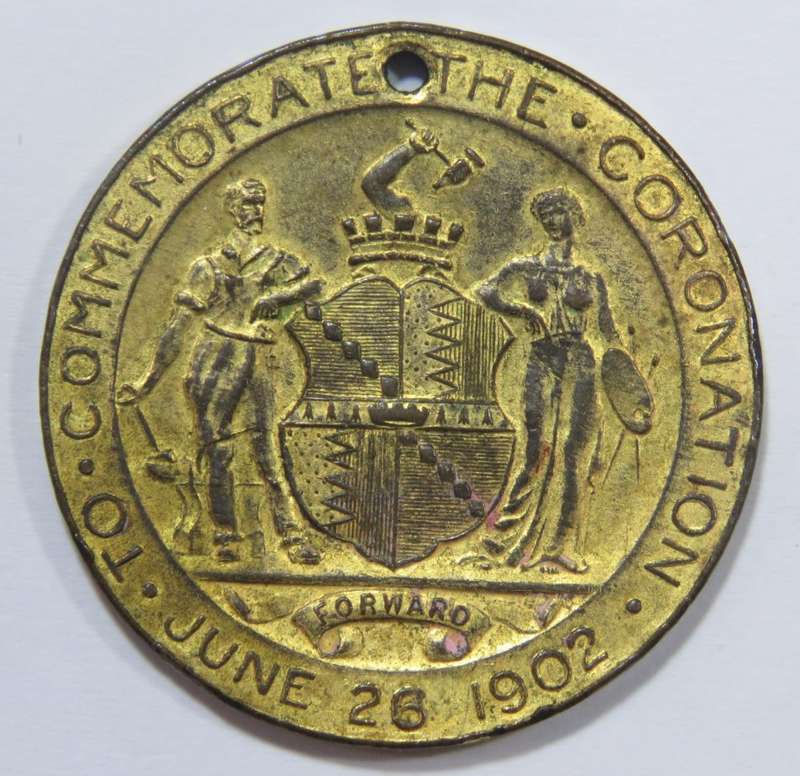 TO · COMMEMORATE THE · CORONATION ·
JUNE 26 1902 ·
FORWARD